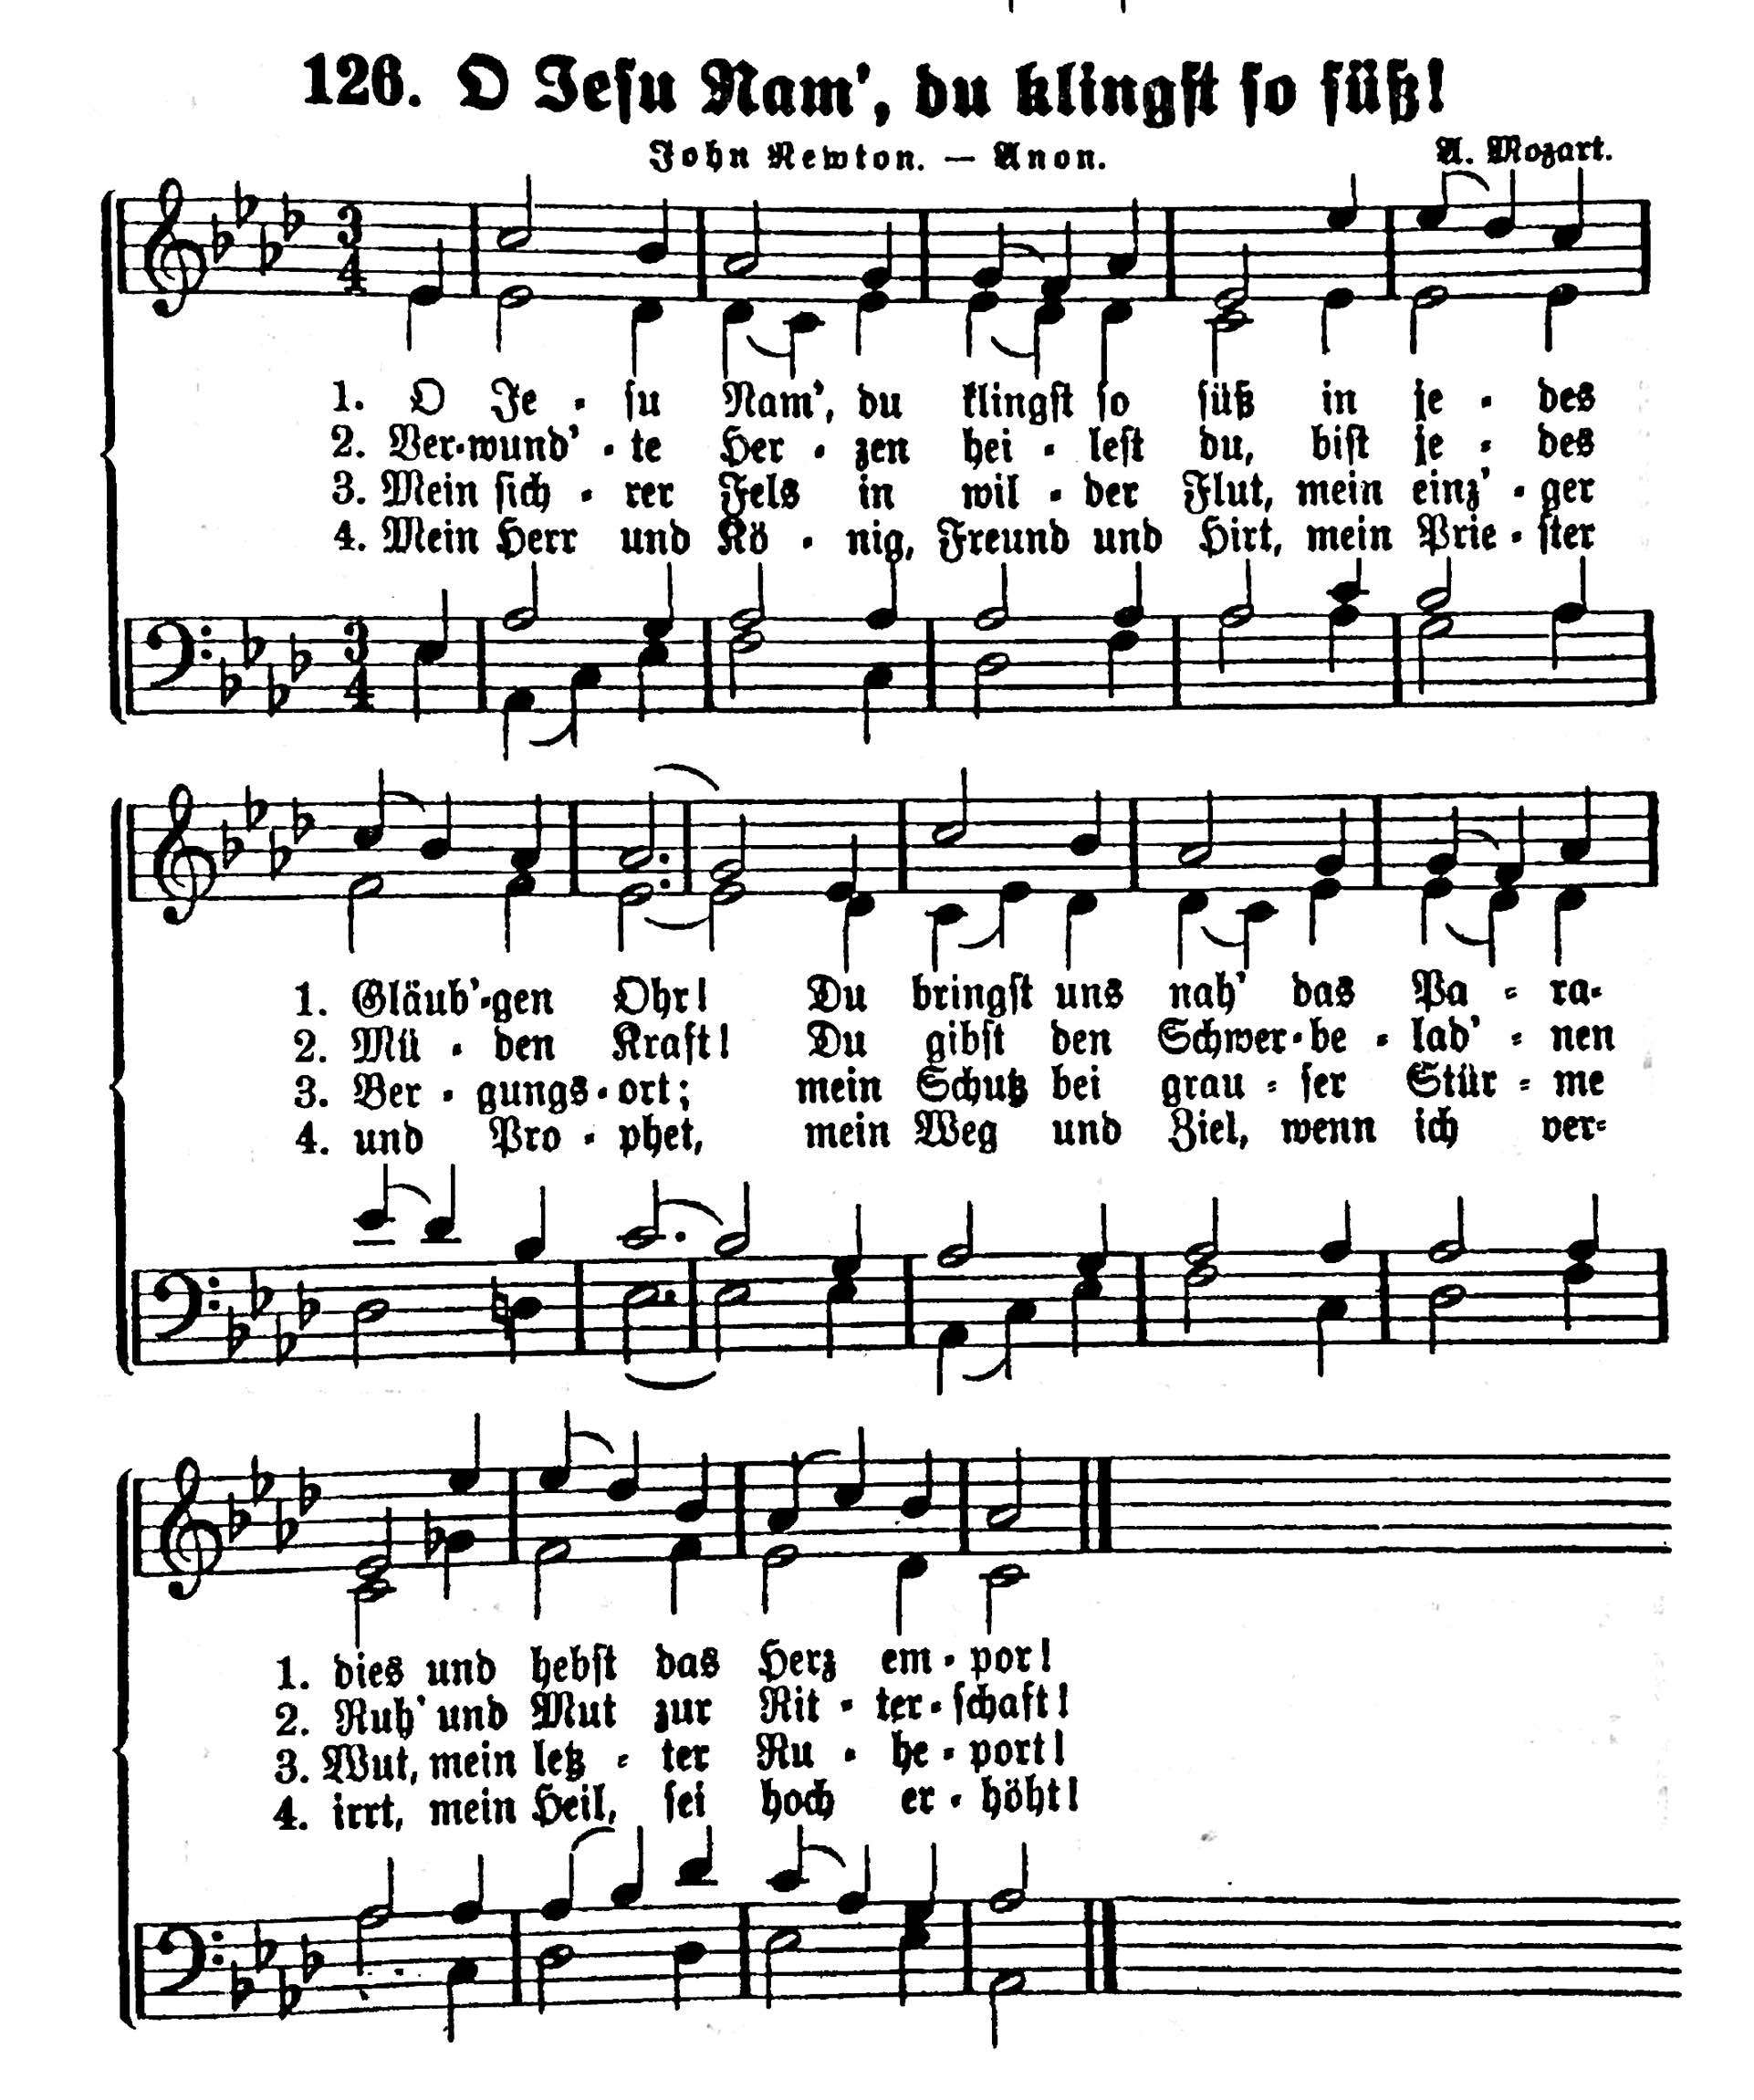 126. O Jesu Nam', du klingst so süß!
John Newton. — Anon.
A. Mozart.
3
4
1. O Je - su Nam', du klingst so süß in je - des
2. Ver-wund' - te Her - zen hei - lest du, bist je - des
3. Mein sich - rer Fels in wil - der Flut, mein einz' - ger
4. Mein Herr und Kö - nig, Freund und Hirt, mein Prie - ster
3
4
1. Gläub'-gen Ohr! Du bringst uns nah' das Pa - ra-
2. Mü - den Kraft! Du gibst den Schwer-be - lad' - nen
3. Ber - gungs-ort; mein Schutz bei grau - ser Stür - me
4. und Pro - phet, mein Weg und Ziel, wenn ich ver-
1. dies und hebst das Herz em - por!
2. Ruh' und Mut zur Rit - ter - schaft!
3. Wut, mein letz - ter Ru - he - port!
4. irrt, mein Heil, sei hoch er - höht!